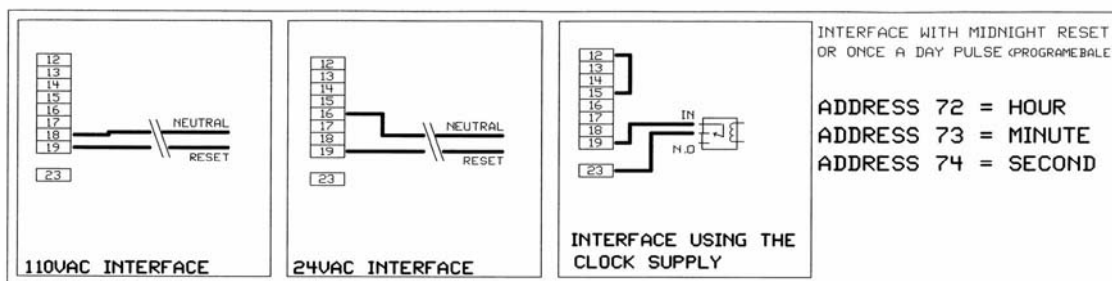 12
13
14
15
16
17
18
19
23
NEUTRAL
RESET
110VAC INTERFACE
12
13
14
15
16
17
18
19
23
NEUTRAL
RESET
24VAC INTERFACE
12
13
14
15
16
17
18
19
23
IN
N.O
INTERFACE USING THE
CLOCK SUPPLY
INTERFACE WITH MIDNIGHT RESET
OR ONCE A DAY PULSE (PROGRAMEBALE
ADDRESS 72 = HOUR
ADDRESS 73 = MINUTE
ADDRESS 74 = SECOND